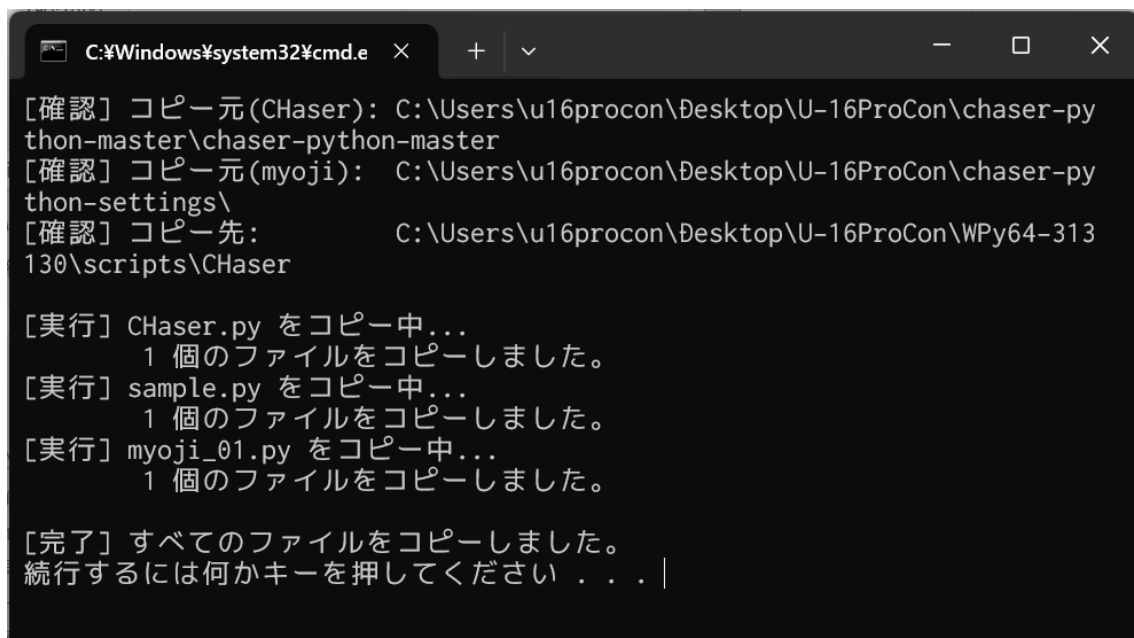 C:¥Windows¥system32¥cmd.e
[確認] コピー元(CHaser): C:\Users\u16procon\Desktop\U-16ProCon\chaser-py
thon-master\chaser-python-master
[確認] コピー元(myoji):  C:\Users\u16procon\Desktop\U-16ProCon\chaser-py
thon-settings\
[確認] コピー先:         C:\Users\u16procon\Desktop\U-16ProCon\WPy64-313
130\scripts\CHaser
[実行] CHaser.py をコピー中...
        1 個のファイルをコピーしました。
[実行] sample.py をコピー中...
        1 個のファイルをコピーしました。
[実行] myoji_01.py をコピー中...
        1 個のファイルをコピーしました。
[完了] すべてのファイルをコピーしました。
続行するには何かキーを押してください . . .